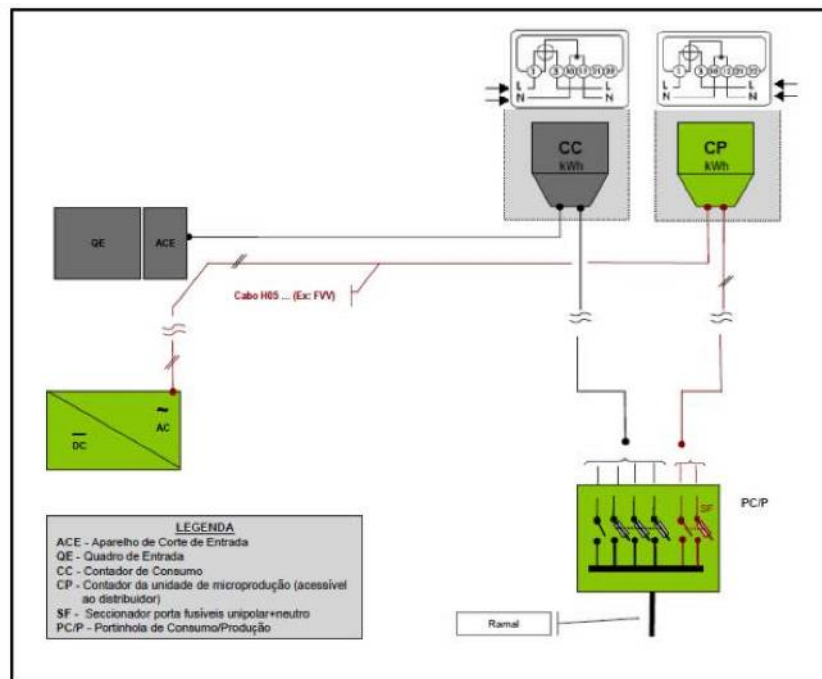 L
N
L
N
L
N
L
N
CC
kWh
CP
kWh
QE
ACE
Cabo H05 ... (Ex: FVV)
~
AC
DC
SF
PC/P
LEGENDA
ACE - Aparelho de Corte de Entrada
QE - Quadro de Entrada
CC - Contador de Consumo
CP - Contador da unidade de microprodução (acessível
ao distribuidor)
SF - Seccionador porta fusíveis unipolar+neutro
PC/P - Portinhola de Consumo/Produção
Ramal